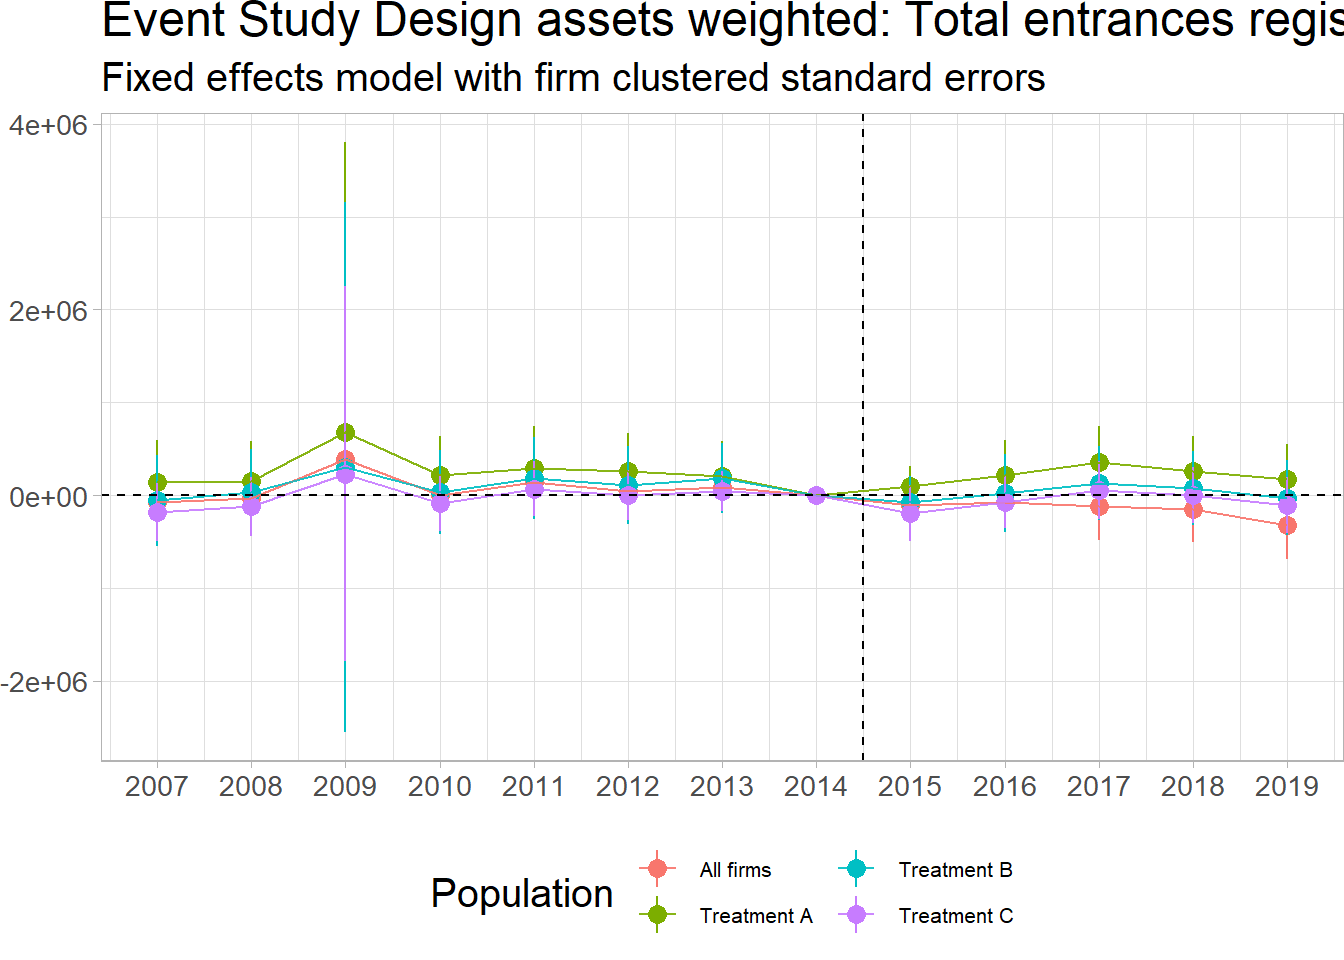 Event Study Design assets weighted: Total entrances regis
Fixed effects model with firm clustered standard errors
4e+06
2e+06
0e+00
-2e+06
2007 2008 2009 2010 2011 2012 2013 2014 2015 2016 2017 2018 2019
Population
All firms
Treatment A
Treatment B
Treatment C